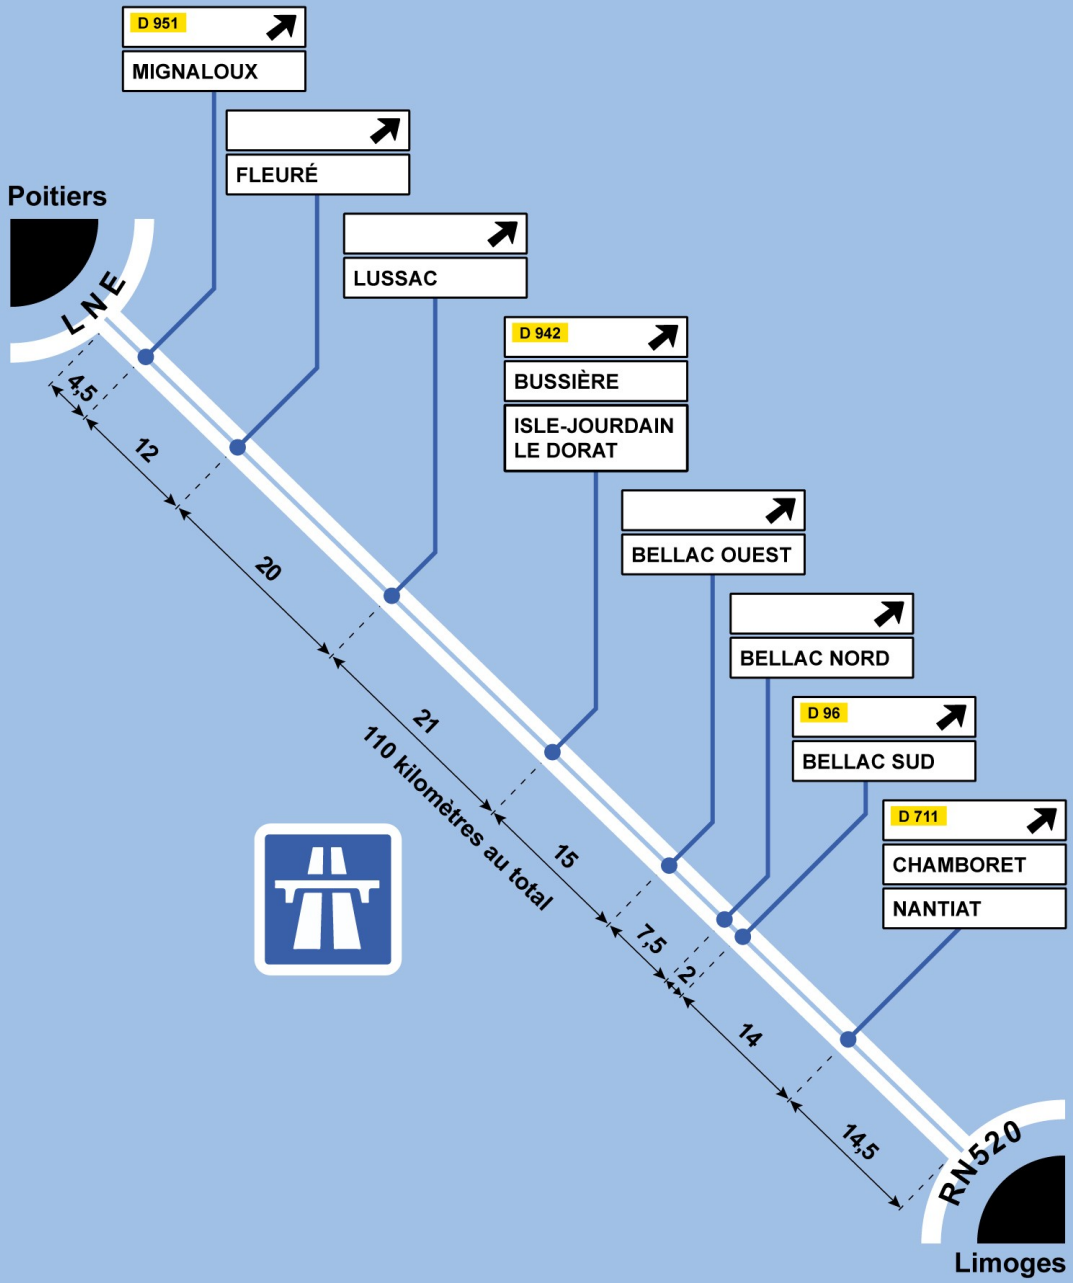 D 951
MIGNALOUX
FLEURÉ
Poitiers
LNE
LUSSAC
D 942
BUSSIÈRE
ISLE-JOURDAIN
LE DORAT
4,5
12
BELLAC OUEST
20
BELLAC NORD
D 96
BELLAC SUD
21
110 kilomètres au total
D 711
CHAMBORET
NANTIAT
15
7,5
2
14
14,5
RN520
Limoges